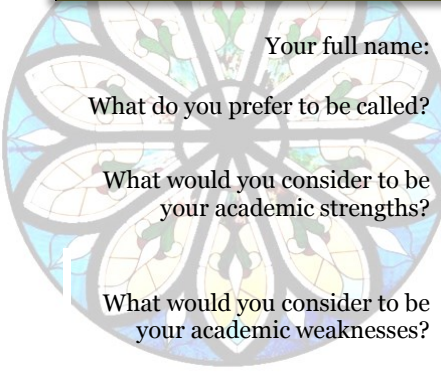 Your full name:
What do you prefer to be called?
What would you consider to be
your academic strengths?
What would you consider to be
your academic weaknesses?